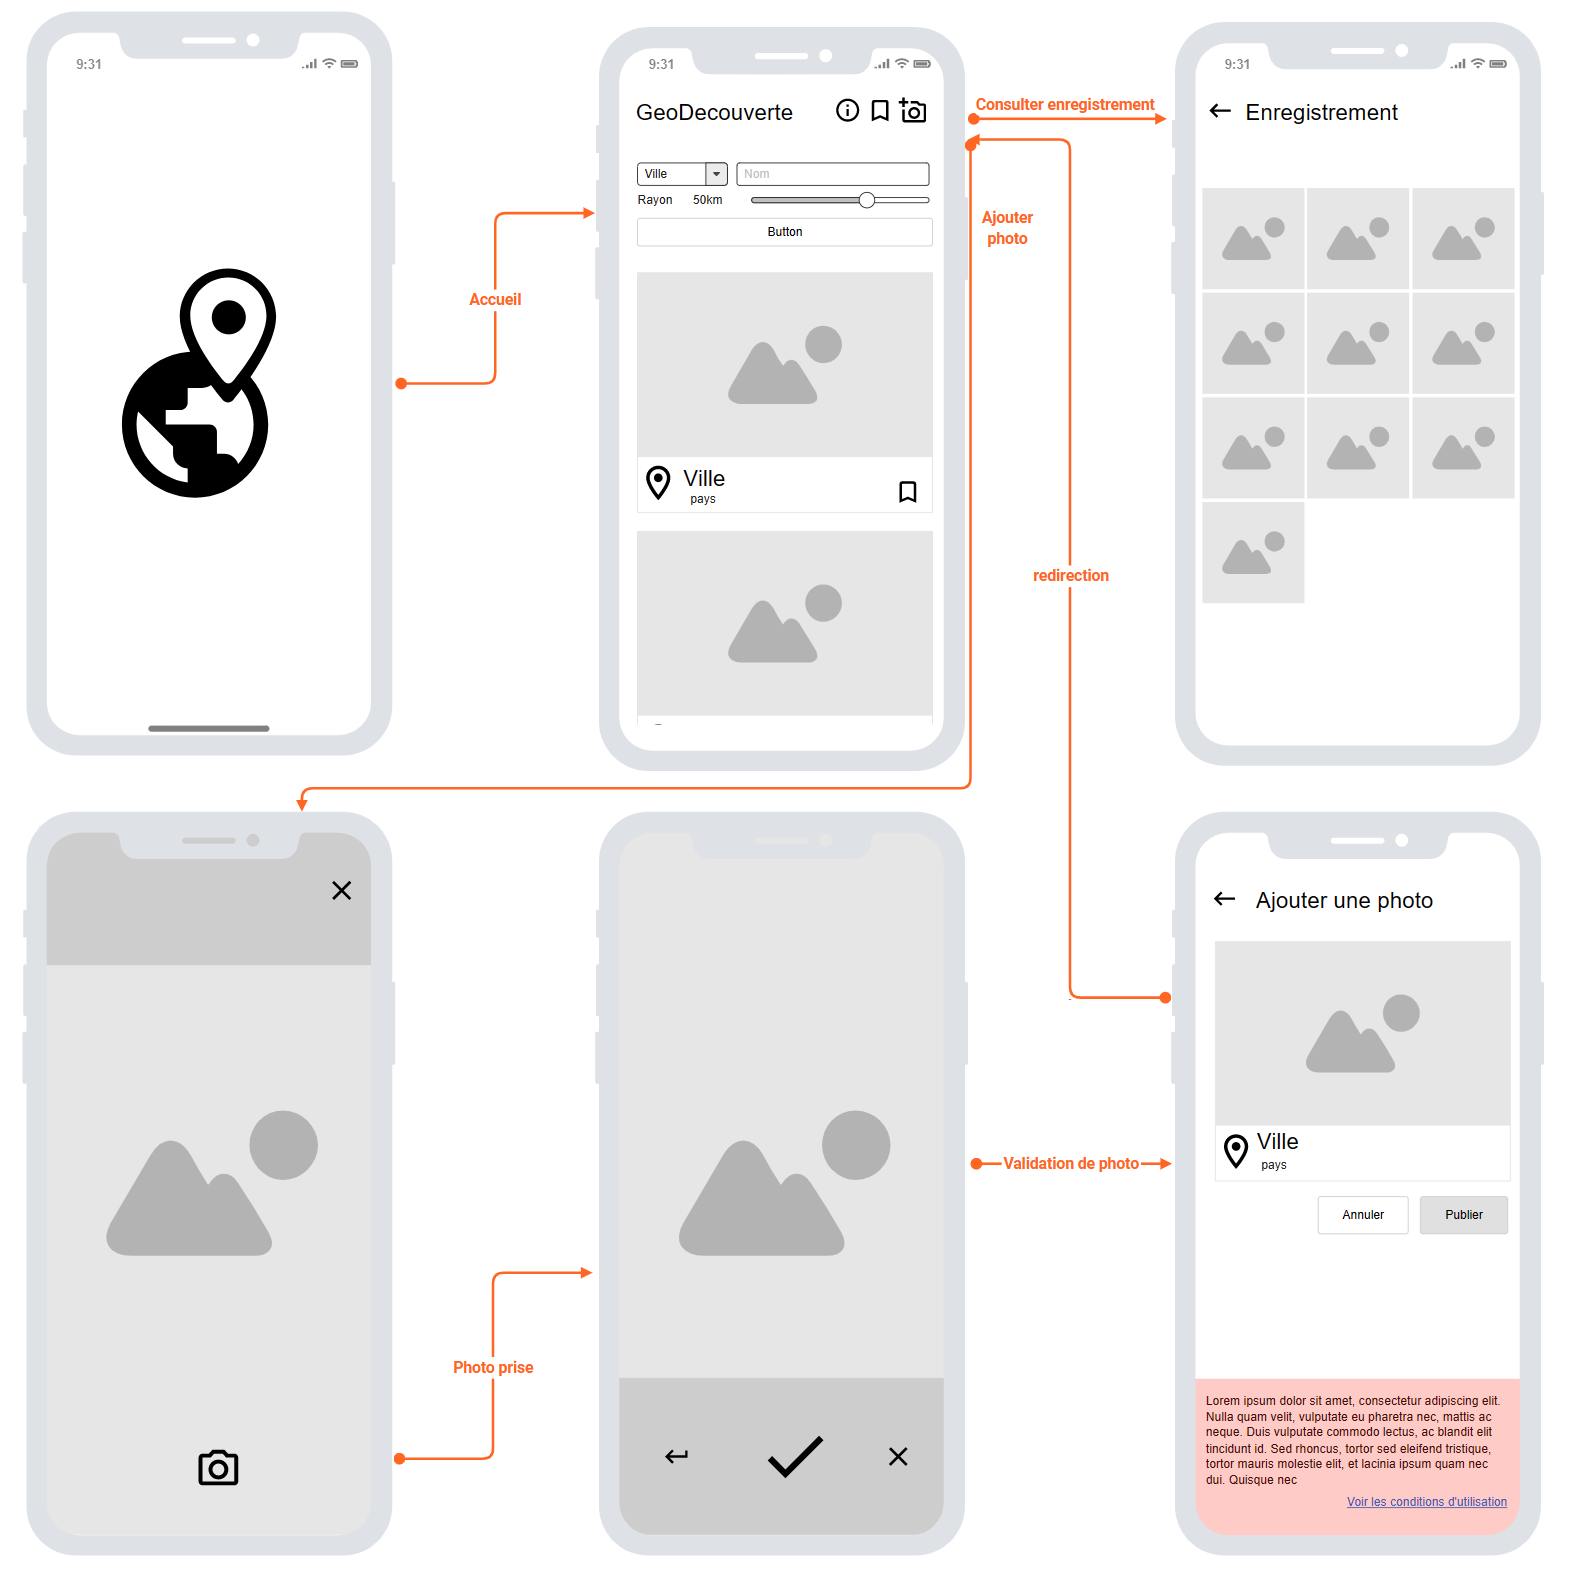 9:31
Accueil
9:31
GeoDecouverte
Ville
Nom
Rayon 50km
Button
Ville
pays
Consulter enregistrement
Ajouter
photo
redirection
9:31
Enregistrement
Photo prise
Validation de photo
Ajouter une photo
Ville
pays
Annuler
Publier
Lorem ipsum dolor sit amet, consectetur adipiscing elit.
Nulla quam velit, vulputate eu pharetra nec, mattis ac
neque. Duis vulputate commodo lectus, ac blandit elit
tincidunt id. Sed rhoncus, tortor sed eleifend tristique,
tortor mauris molestie elit, et lacinia ipsum quam nec
dui. Quisque nec
Voir les conditions d'utilisation